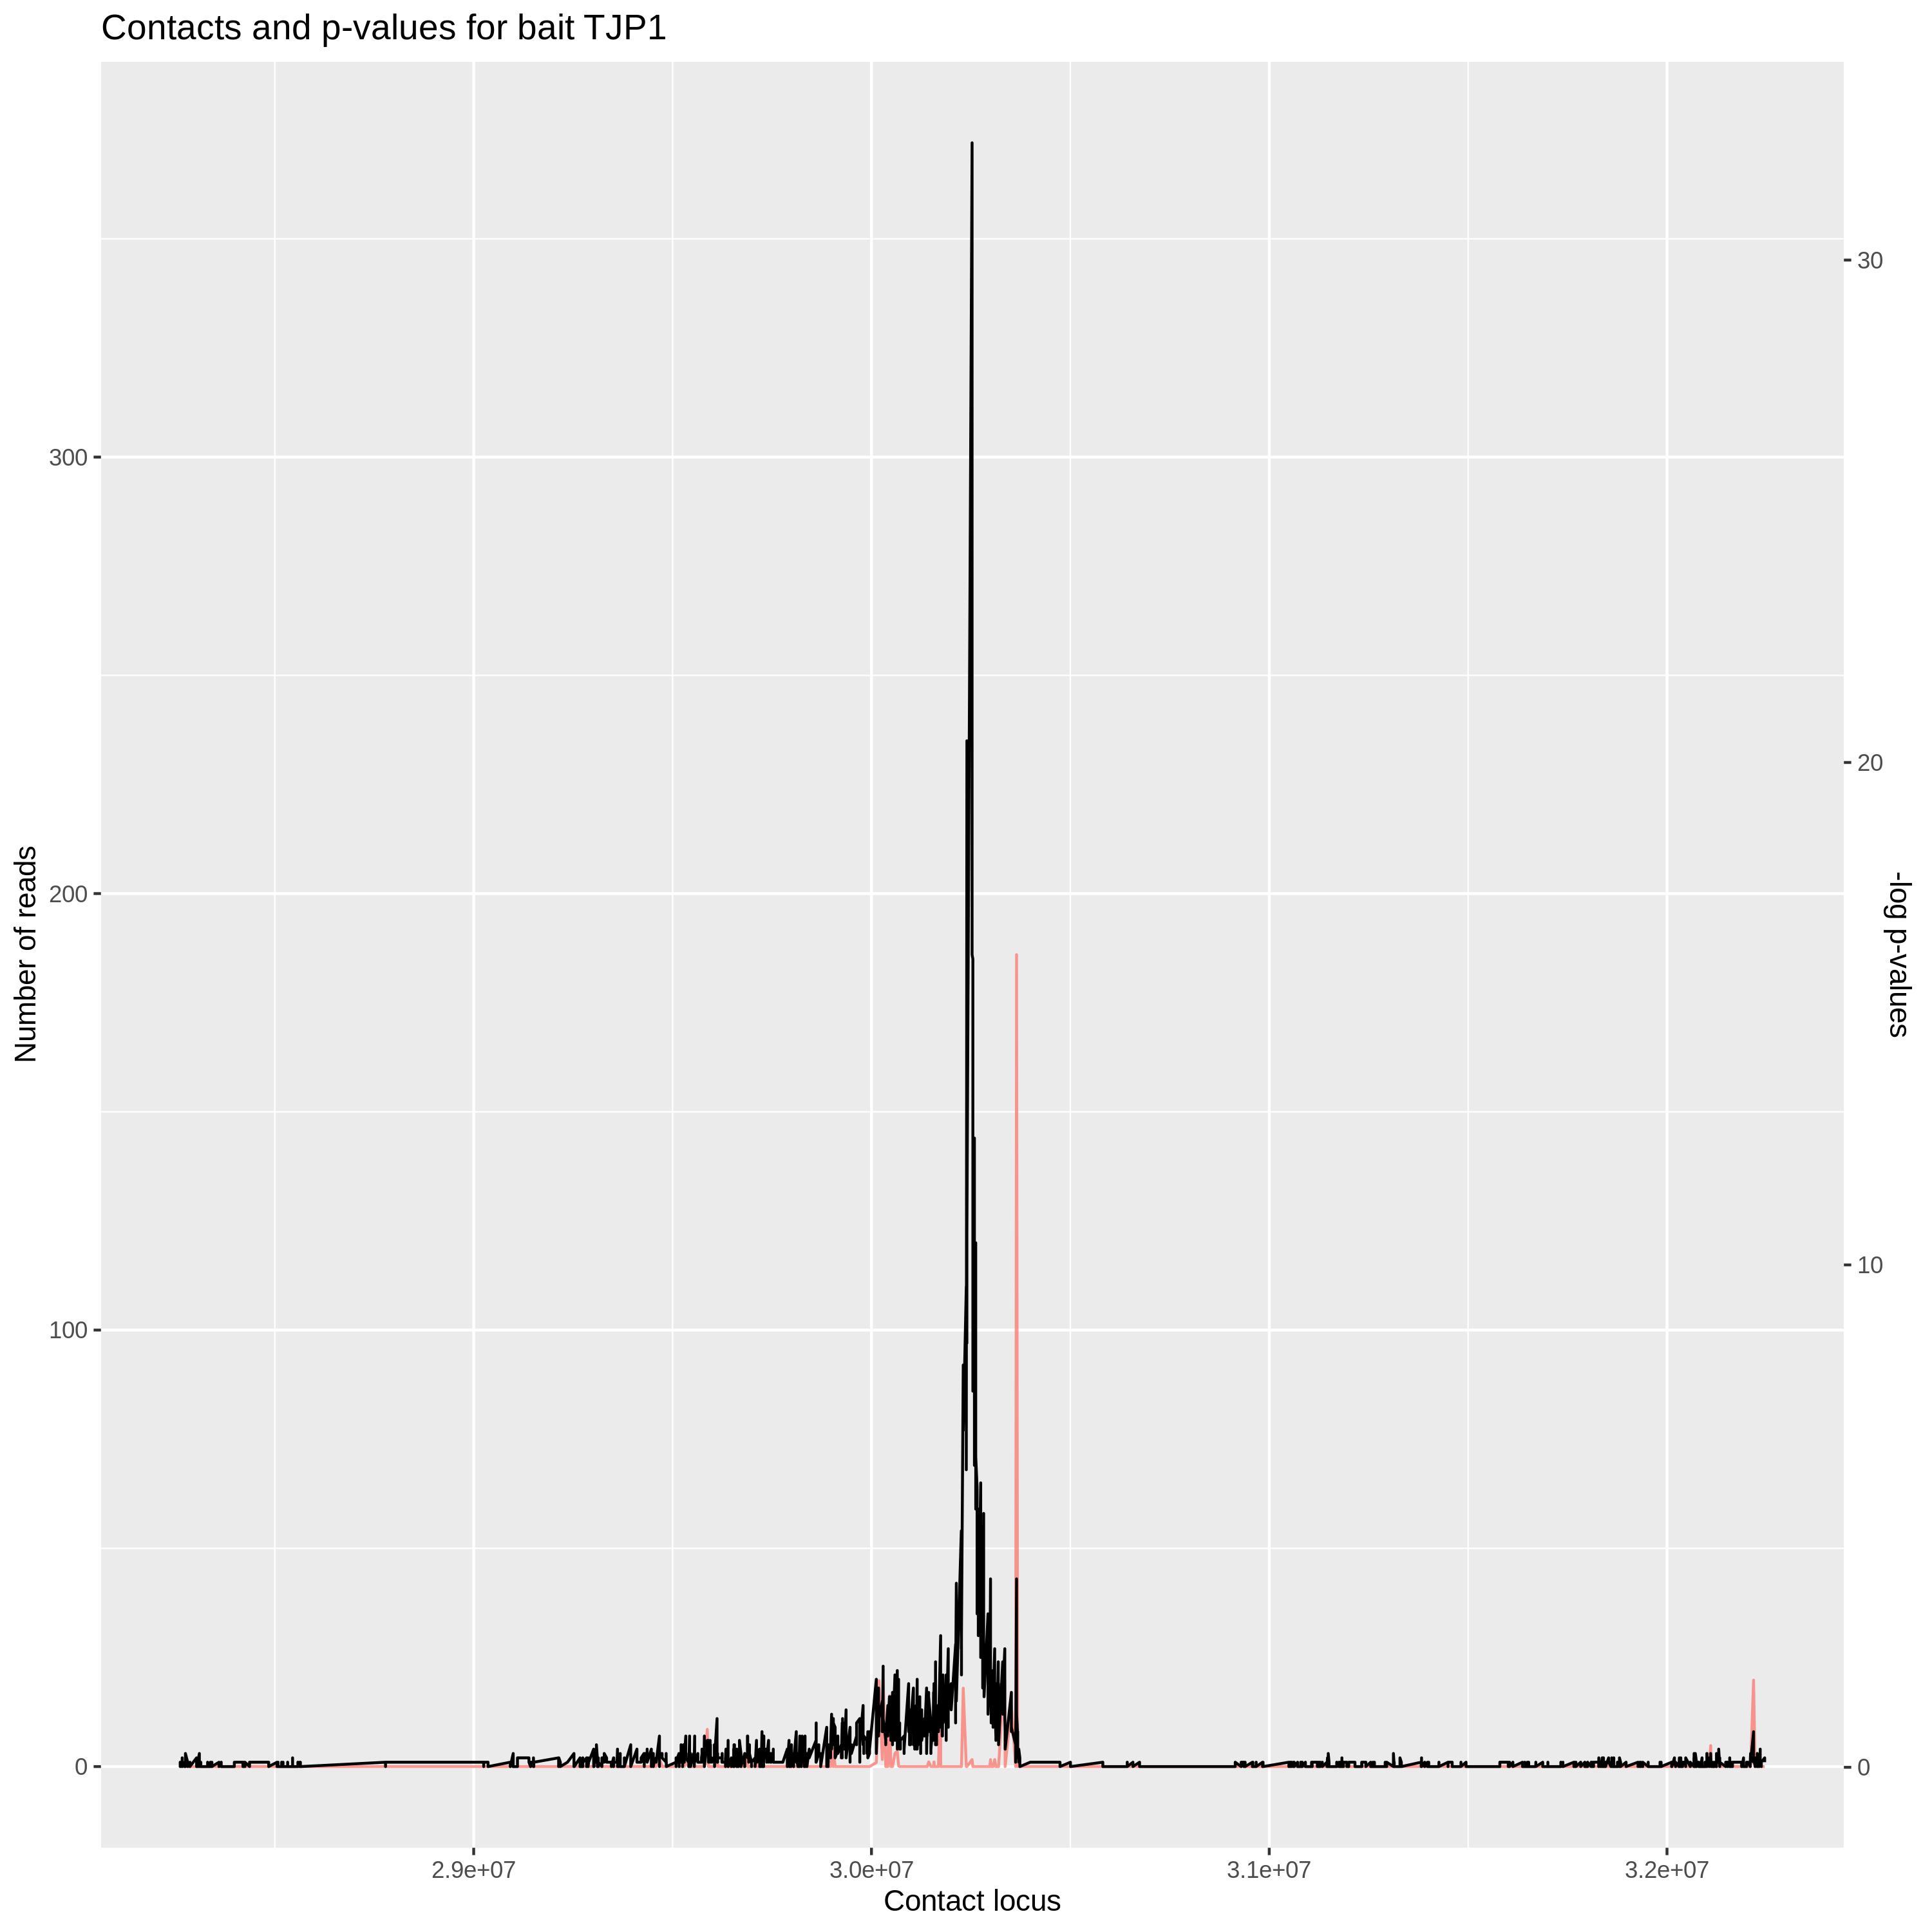 Contacts and p-values for bait TJP1
Number of reads
300
200
100
0
30
20
10
0
-log p-values
2.9e+07
3.0e+07
3.1e+07
3.2e+07
Contact locus